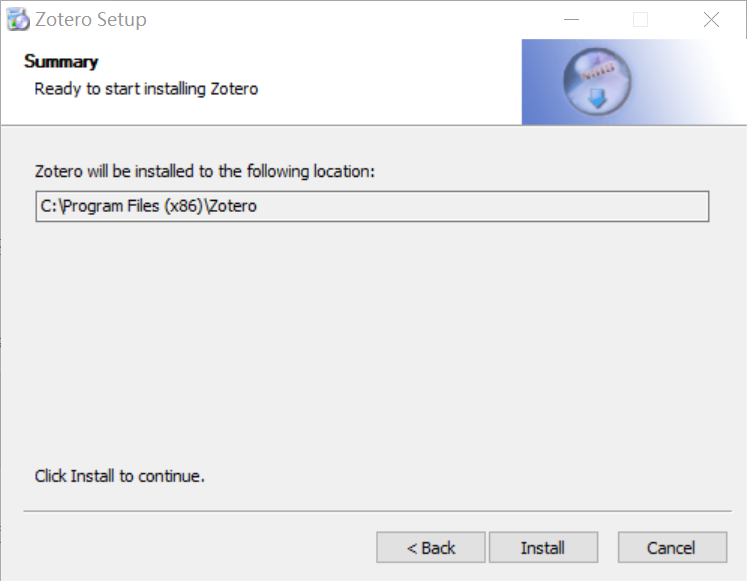 Zotero Setup
Summary
Ready to start installing Zotero
Zotero will be installed to the following location:
C:\Program Files (x86)\Zotero
Click Install to continue.
< Back
Install
Cancel